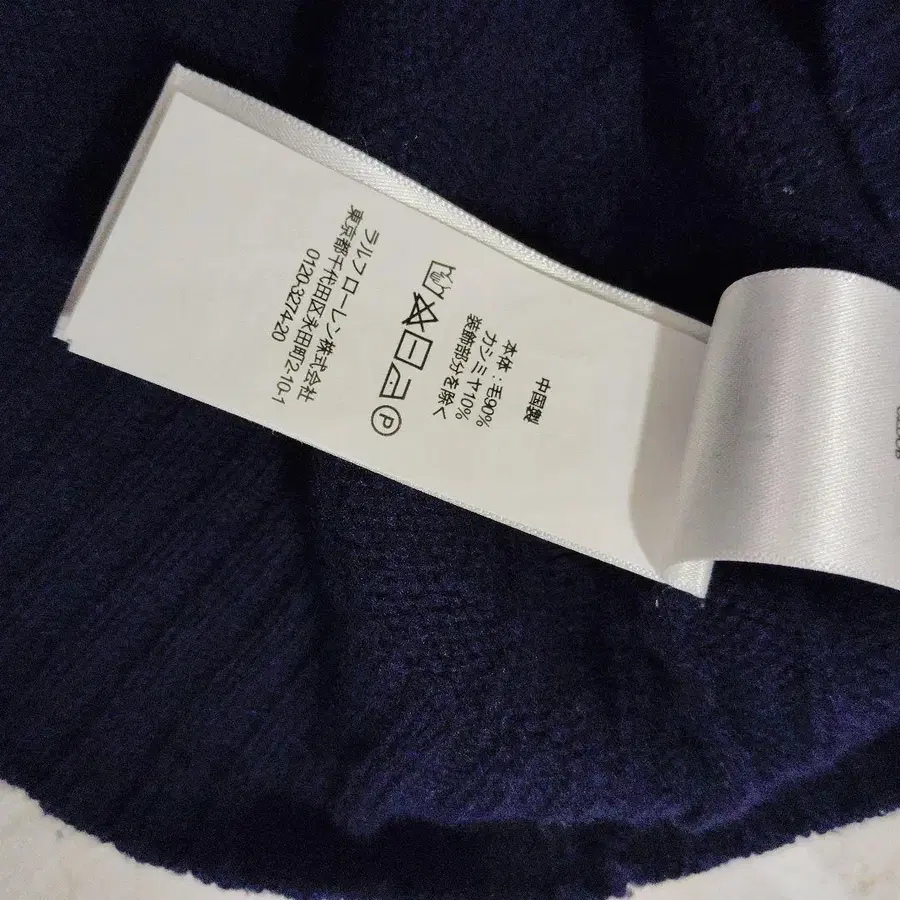 中国製
本体:毛90%
カシミヤ10%
装飾部分を除く
P
ラルフローレン株式会社
東京都千代田区永田町2-10-1
0120-3274-20